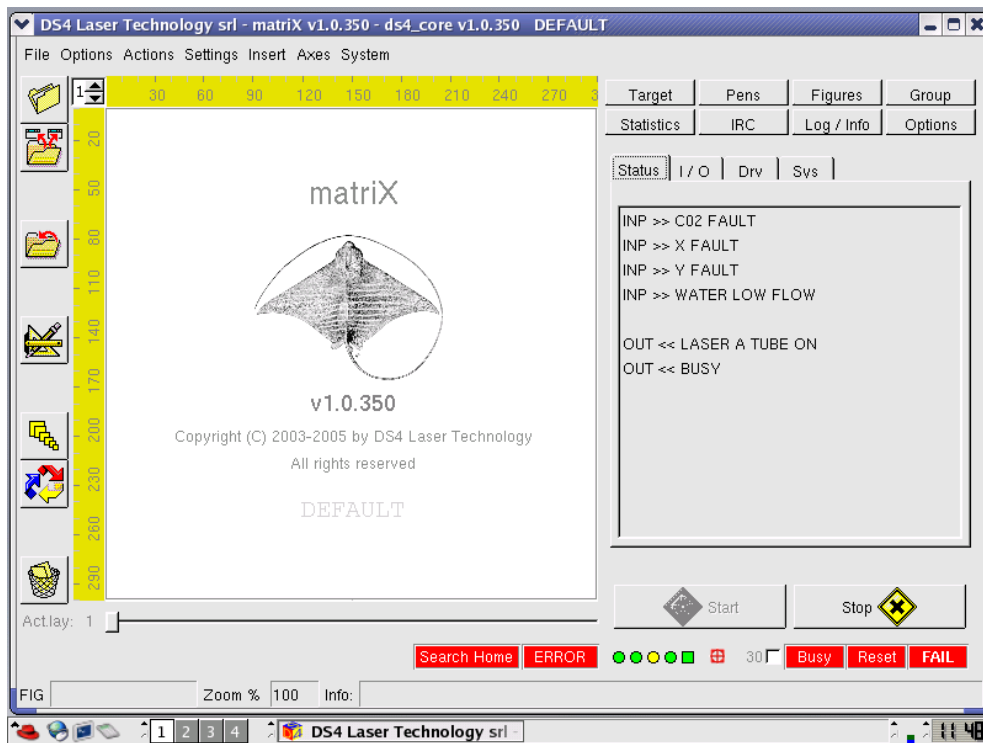 DS4 Laser Technology srl - matriX v1.0.350 - ds4_core v1.0.350 DEFAULT
File Options Actions Settings Insert Axes System
1 30 60 90 120 150 180 210 240 270 3
20
50
80
110
140
170
200
230
260
290
matriX
v1.0.350
Copyright (C) 2003-2005 by DS4 Laser Technology
All rights reserved
DEFAULT
Target Pens Figures Group
Statistics IRC Log / Info Options
Status I / O Drv Sys
INP >> C02 FAULT
INP >> X FAULT
INP >> Y FAULT
INP >> WATER LOW FLOW
OUT << LASER A TUBE ON
OUT << BUSY
Start Stop
Act.lay: 1
Search Home ERROR 30 Busy Reset FAIL
FIG Zoom % 100 Info:
1 2 3 4 DS4 Laser Technology srl - 11 48